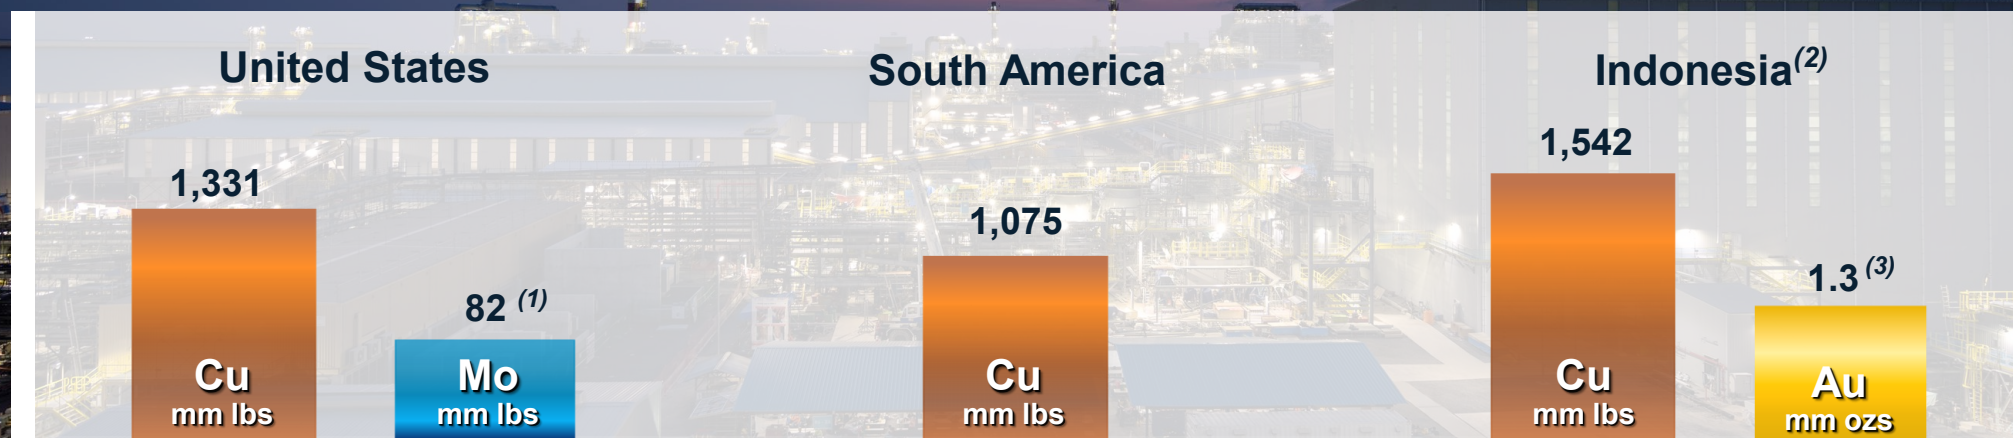 United States
1,331
Cu
mm lbs
82 (1)
Mo
mm lbs
South America
1,075
Cu
mm lbs
Indonesia(2)
1,542
Cu
mm lbs
1.3 (3)
Au
mm ozs